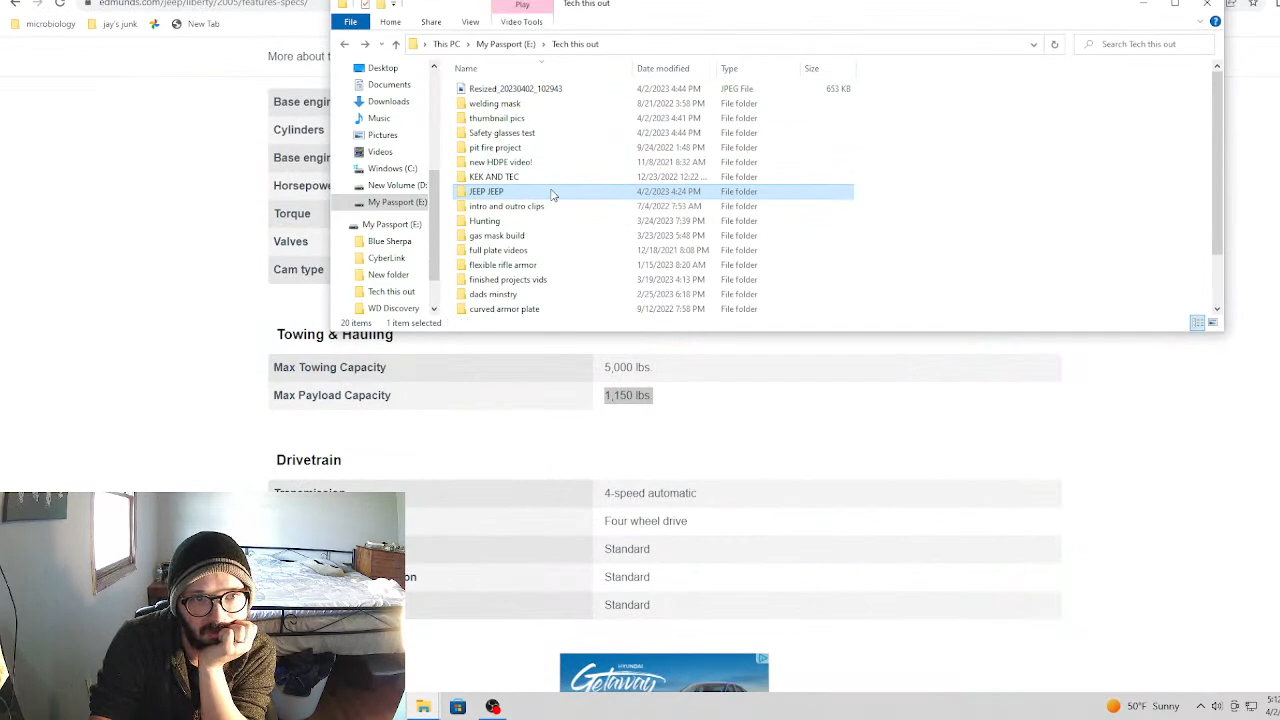 edmunds.com/jeep/liberty/2005/features-specs/
microbiology jay's junk New Tab
Play
Tech this out
File Home Share View Video Tools
This PC My Passport (E:) Tech this out
Search Tech this out
More about t
Name Date modified Type Size
Desktop
Documents
Downloads
Music
Pictures
Videos
Windows (C:)
New Volume (D:
My Passport (E:)
My Passport (E:)
Blue Sherpa
CyberLink
New folder
Tech this out
WD Discovery
Resized_20230402_102943 4/2/2023 4:44 PM JPEG File 653 KB
welding mask 8/21/2022 3:58 PM File folder
thumbnail pics 4/2/2023 4:41 PM File folder
Safety glasses test 4/2/2023 4:44 PM File folder
pit fire project 9/24/2022 1:48 PM File folder
new HDPE video! 11/8/2021 8:32 AM File folder
KEK AND TEC 12/23/2022 12:22 ... File folder
JEEP JEEP 4/2/2023 4:24 PM File folder
intro and outro clips 7/4/2022 7:53 AM File folder
Hunting 3/24/2023 7:39 PM File folder
gas mask build 3/23/2023 5:48 PM File folder
full plate videos 12/18/2021 8:08 PM File folder
flexible rifle armor 1/15/2023 8:20 AM File folder
finished projects vids 3/19/2023 4:13 PM File folder
dads minstry 2/25/2023 6:18 PM File folder
curved armor plate 9/12/2022 7:58 PM File folder
20 items 1 item selected
Base engin
Cylinders
Base engin
Horsepow
Torque
Valves
Cam type
Towing & Hauling
Max Towing Capacity 5,000 lbs.
Max Payload Capacity 1,150 lbs.
Drivetrain
Transmission 4-speed automatic
Four wheel drive
Standard
on Standard
Standard
HYUNDAI
Getaway
50°F Sunny
5:12
4/2/